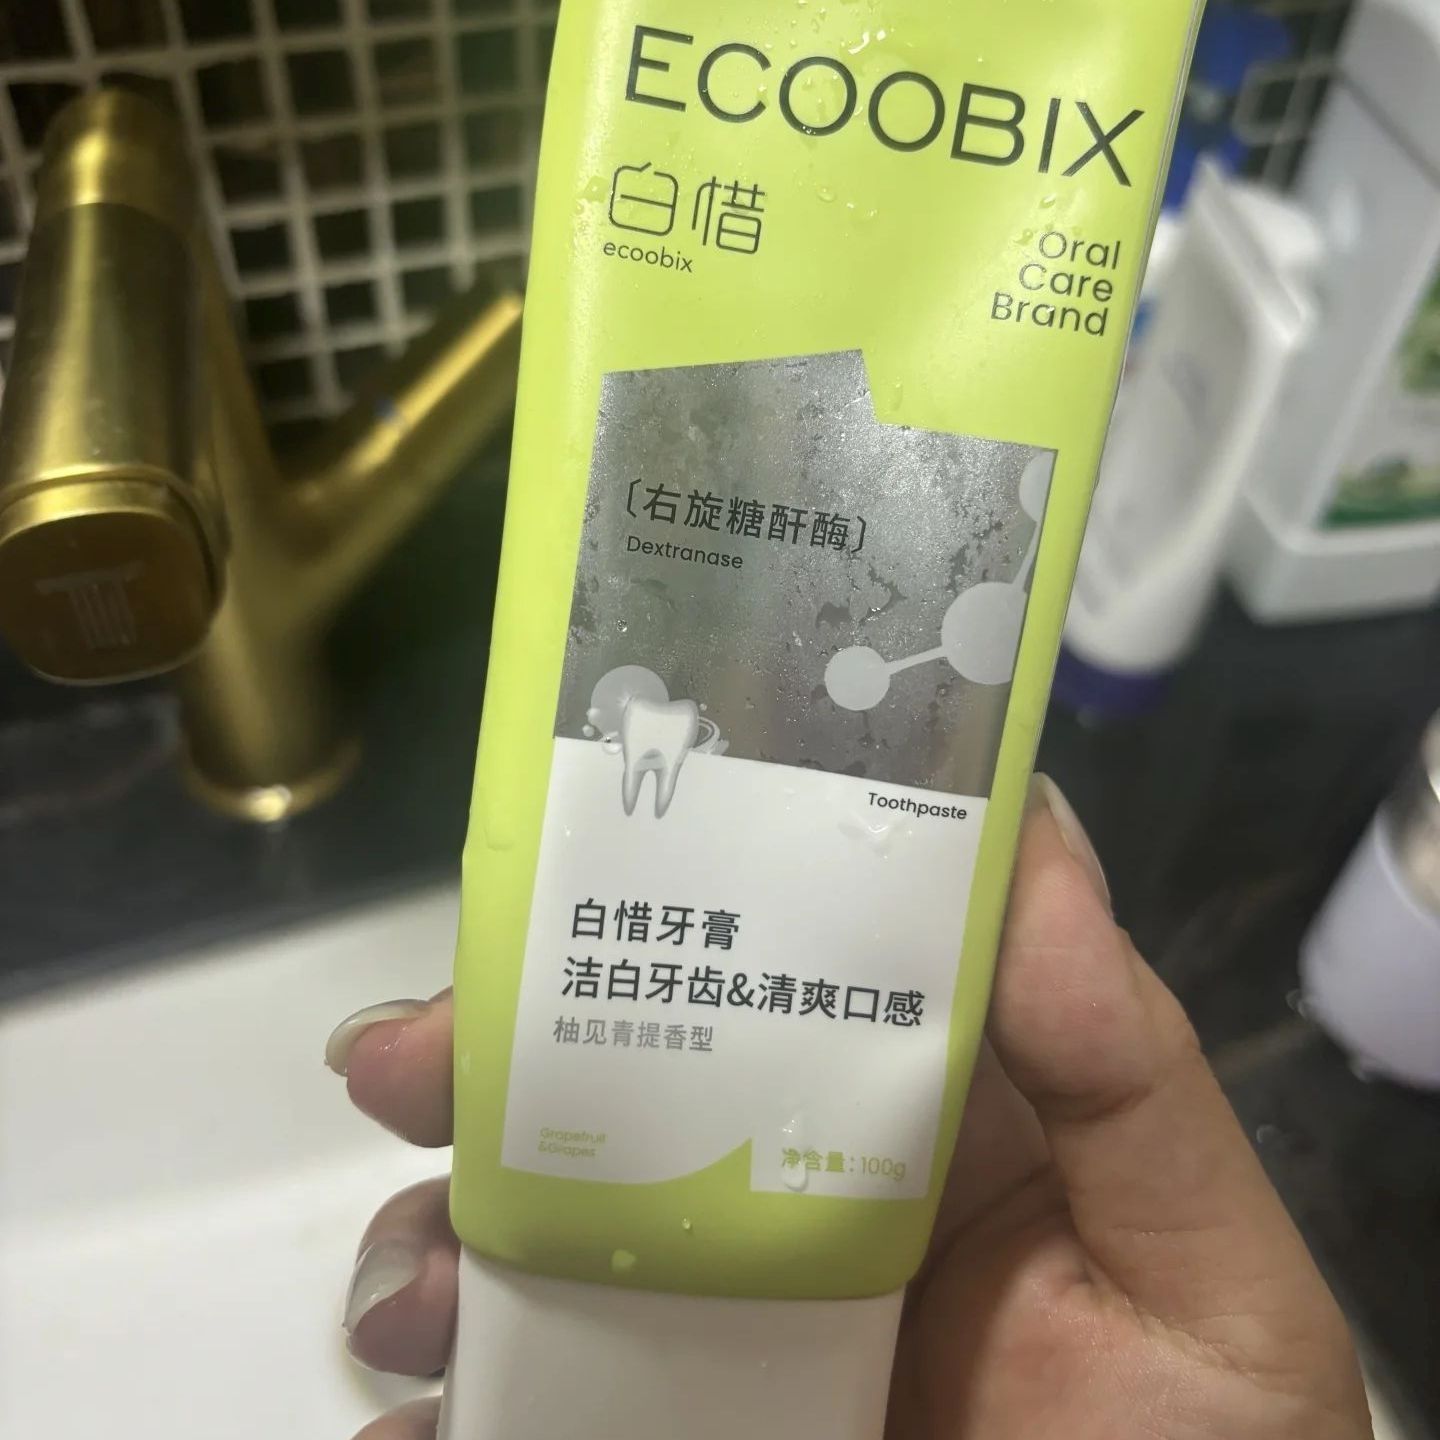 ECOOBIX
白惜
ecoobix
Oral
Care
Brand
〔右旋糖酐酶〕
Dextranase
Toothpaste
白惜牙膏
洁白牙齿&清爽口感
柚见青提香型
Grapefruit
&Grapes
净含量：100g